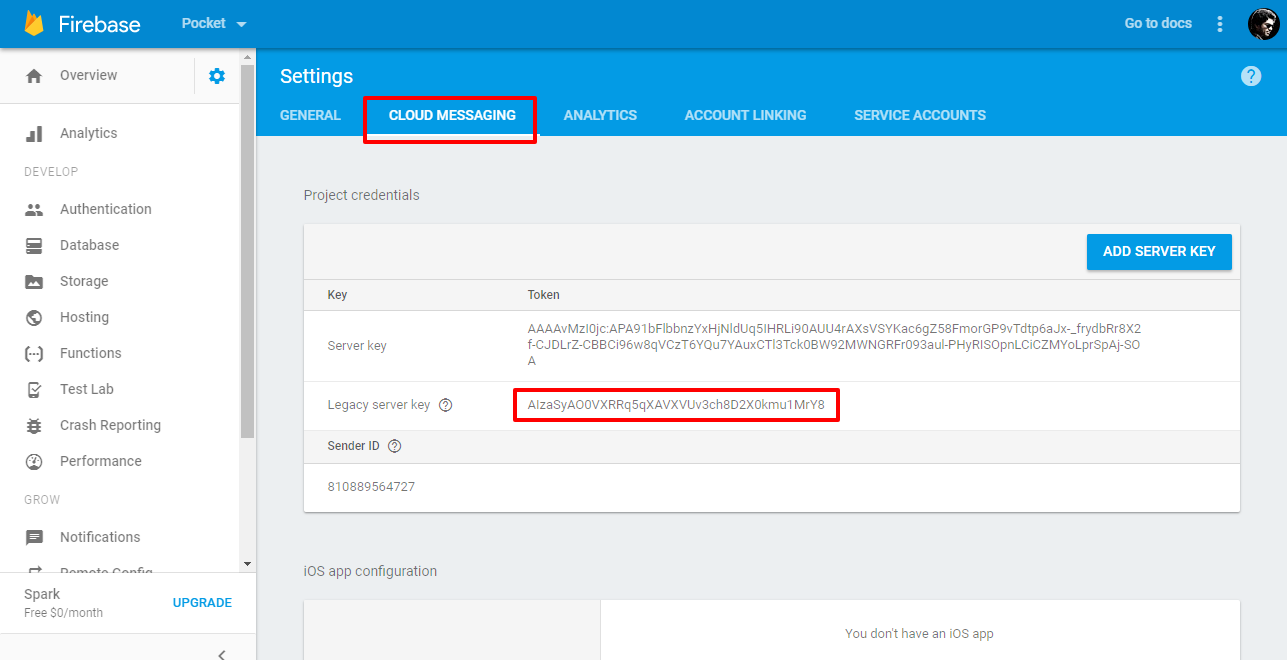 Firebase
Pocket
Go to docs
Overview
Analytics
DEVELOP
Authentication
Database
Storage
Hosting
Functions
Test Lab
Crash Reporting
Performance
GROW
Notifications
Remote Config
Spark
Free $0/month
UPGRADE
Settings
GENERAL
CLOUD MESSAGING
ANALYTICS
ACCOUNT LINKING
SERVICE ACCOUNTS
Project credentials
ADD SERVER KEY
Key
Token
Server key
AAAAvMzI0jc:APA91bFlbbnzYxHjNldUq5IHRLi90AUU4rAXsVSYKac6gZ58FmorGP9vTdtp6aJx-_frydbRr8X2
f-CJDLrZ-CBBCi96w8qVCzT6YQu7YAuxCTl3Tck0BW92MWNGRFr093aul-PHyRISOpnLCiCZMYoLprSpAj-SO
A
Legacy server key
AIzaSyAO0VXRRq5qXAVXVUv3ch8D2X0kmu1MrY8
Sender ID
810889564727
iOS app configuration
You don't have an iOS app